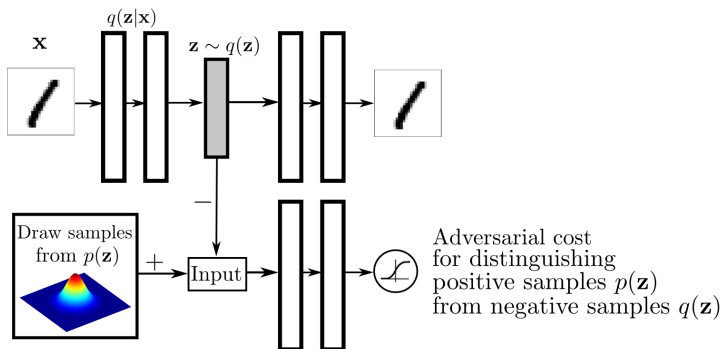 q(z|x)
x
z ∼ q(z)
−
Draw samples
from p(z)
+
Input
Adversarial cost
for distinguishing
positive samples p(z)
from negative samples q(z)